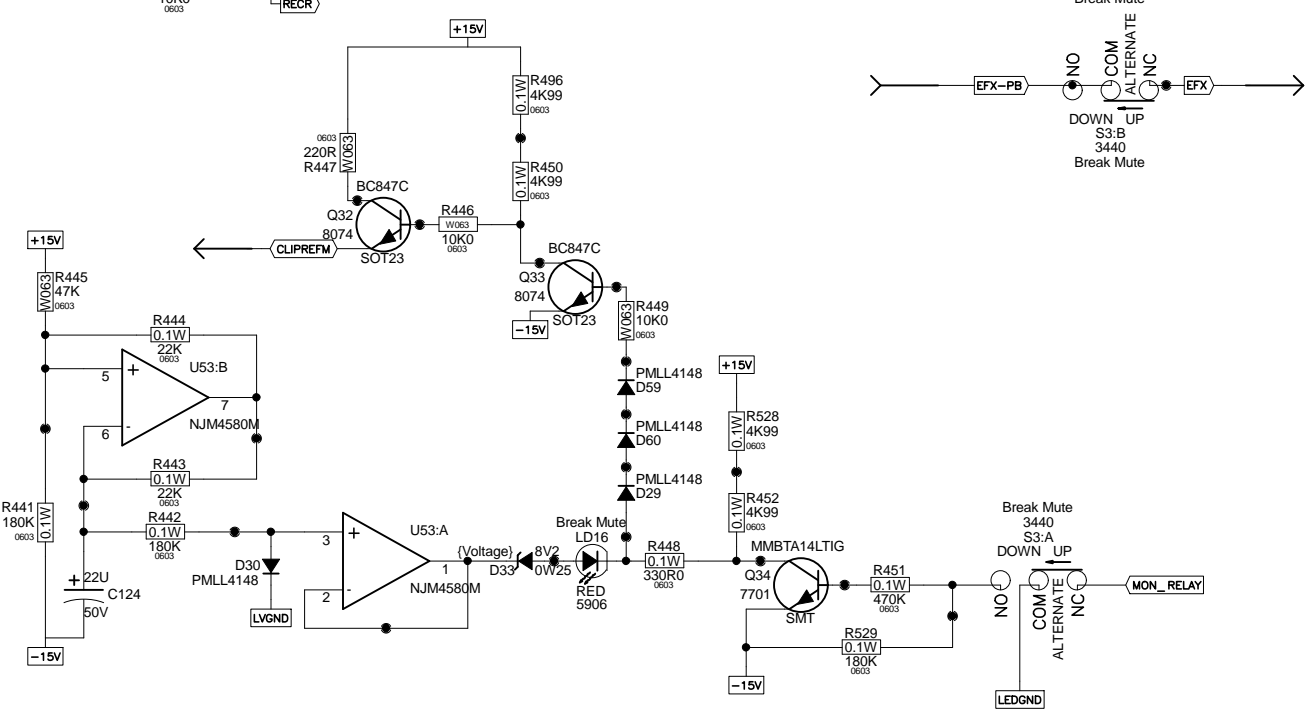 10K0
0603
RECR
+15V
R496
4K99
0603
0.1W
0603
220R
R447
W063
R450
4K99
0603
0.1W
BC847C
Q32
8074
SOT23
R446
W063
10K0
0603
CLIPREFM
BC847C
Q33
8074
SOT23
-15V
R449
10K0
0603
W063
PMLL4148
D59
PMLL4148
D60
PMLL4148
D29
+15V
R445
47K
0603
W063
R444
0.1W
22K
0603
U53:B
5
+
6
-
7
NJM4580M
R443
0.1W
22K
0603
R441
180K
0603
0.1W
R442
0.1W
180K
0603
+ 22U
C124
50V
-15V
D30
PMLL4148
LVGND
U53:A
3
+
2
-
1
NJM4580M
{Voltage}
D33
8V2
0W25
Break Mute
LD16
RED
5906
R448
0.1W
330R0
0603
+15V
R528
4K99
0603
0.1W
R452
4K99
0603
0.1W
MMBTA14LTIG
Q34
7701
SMT
R451
0.1W
470K
0603
R529
0.1W
180K
0603
-15V
Break Mute
3440
S3:A
DOWN UP
NO
COM
ALTERNATE
NC
MON_RELAY
LEDGND
Break Mute
EFX-PB
NO
COM
ALTERNATE
NC
EFX
DOWN UP
S3:B
3440
Break Mute